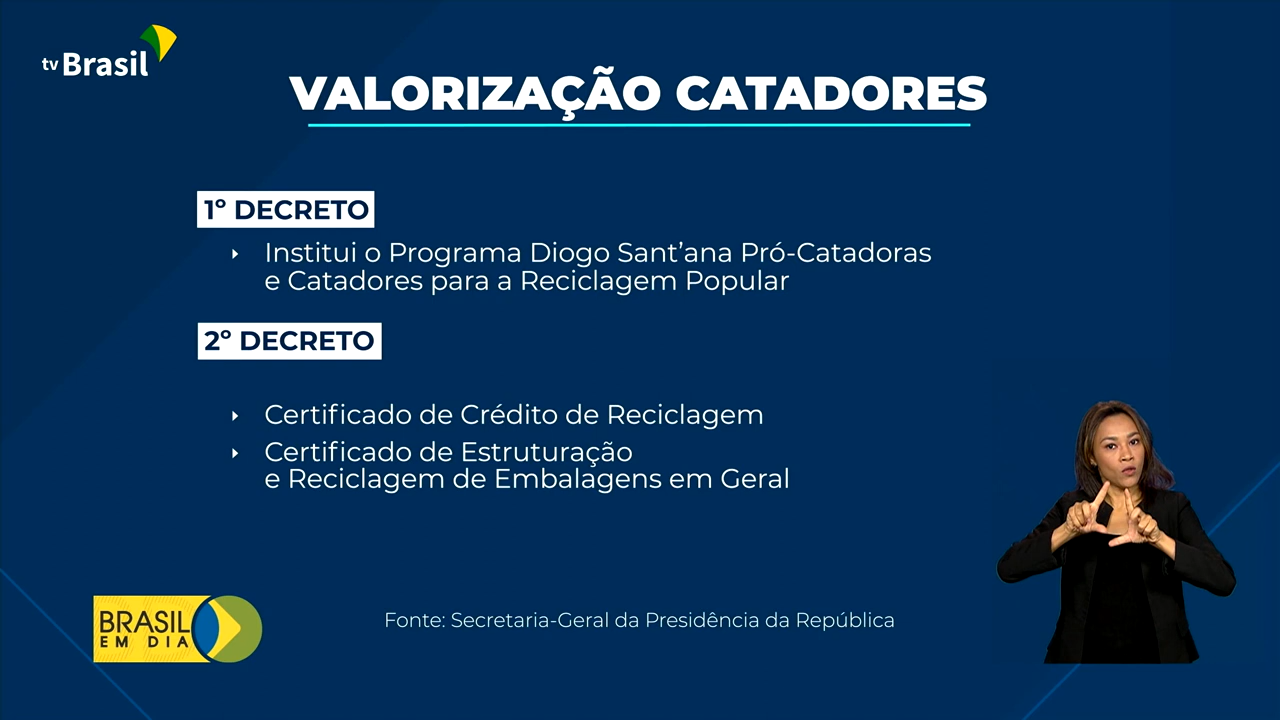 tv Brasil
VALORIZAÇÃO CATADORES
1º DECRETO
Institui o Programa Diogo Sant’ana Pró-Catadoras
e Catadores para a Reciclagem Popular
2º DECRETO
Certificado de Crédito de Reciclagem
Certificado de Estruturação
e Reciclagem de Embalagens em Geral
BRASIL
EM DIA
Fonte: Secretaria-Geral da Presidência da República